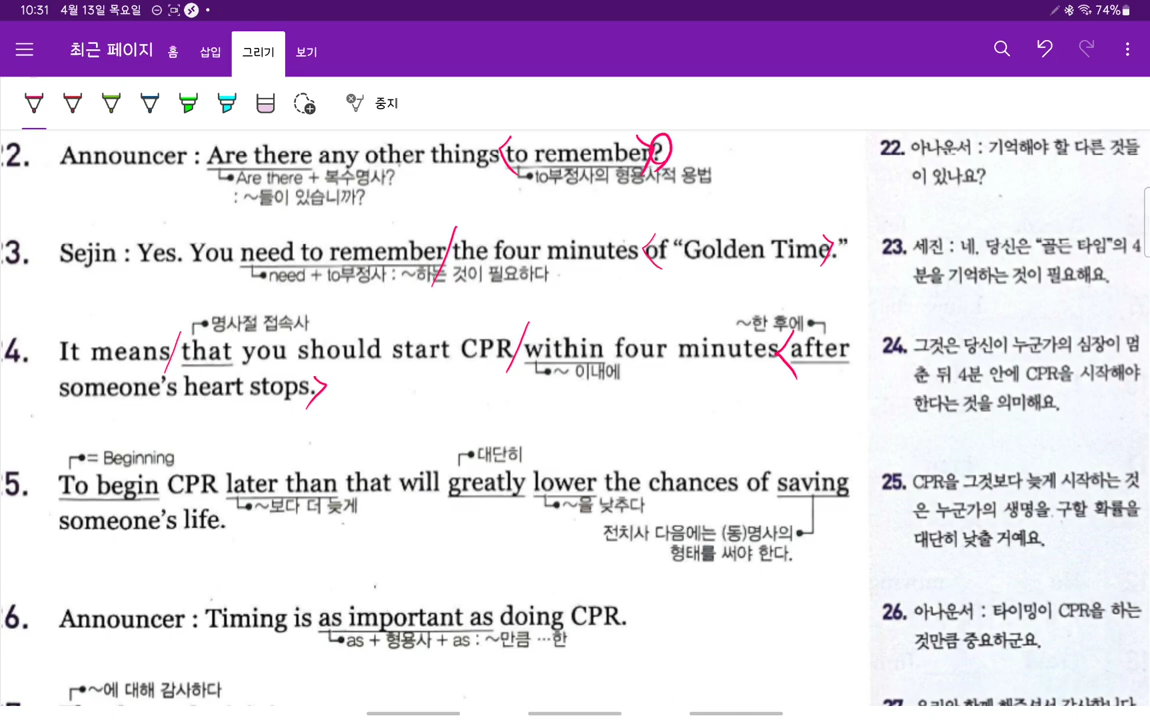 10:31 4월 13일 목요일
74%
최근 페이지 홈 삽입 그리기 보기
중지
2. Announcer : Are there any other things to remember?
Are there + 복수명사?
to부정사의 형용사적 용법
: ~들이 있습니까?
22. 아나운서 : 기억해야 할 다른 것들
이 있나요?
3. Sejin : Yes. You need to remember the four minutes of “Golden Time.”
need + to부정사 : ~하는 것이 필요하다
23. 세진 : 네. 당신은 “골든 타임”의 4
분을 기억하는 것이 필요해요.
명사절 접속사
~한 후에
4. It means that you should start CPR within four minutes after
~ 이내에
someone's heart stops.
24. 그것은 당신이 누군가의 심장이 멈
춘 뒤 4분 안에 CPR을 시작해야
한다는 것을 의미해요.
= Beginning
대단히
5. To begin CPR later than that will greatly lower the chances of saving
~보다 더 늦게
~을 낮추다
someone's life.
전치사 다음에는 (동)명사의
형태를 써야 한다.
25. CPR을 그것보다 늦게 시작하는 것
은 누군가의 생명을 구할 확률을
대단히 낮출 거예요.
6. Announcer : Timing is as important as doing CPR.
as + 형용사 + as : ~만큼 …한
26. 아나운서 : 타이밍이 CPR을 하는
것만큼 중요하군요.
~에 대해 감사하다